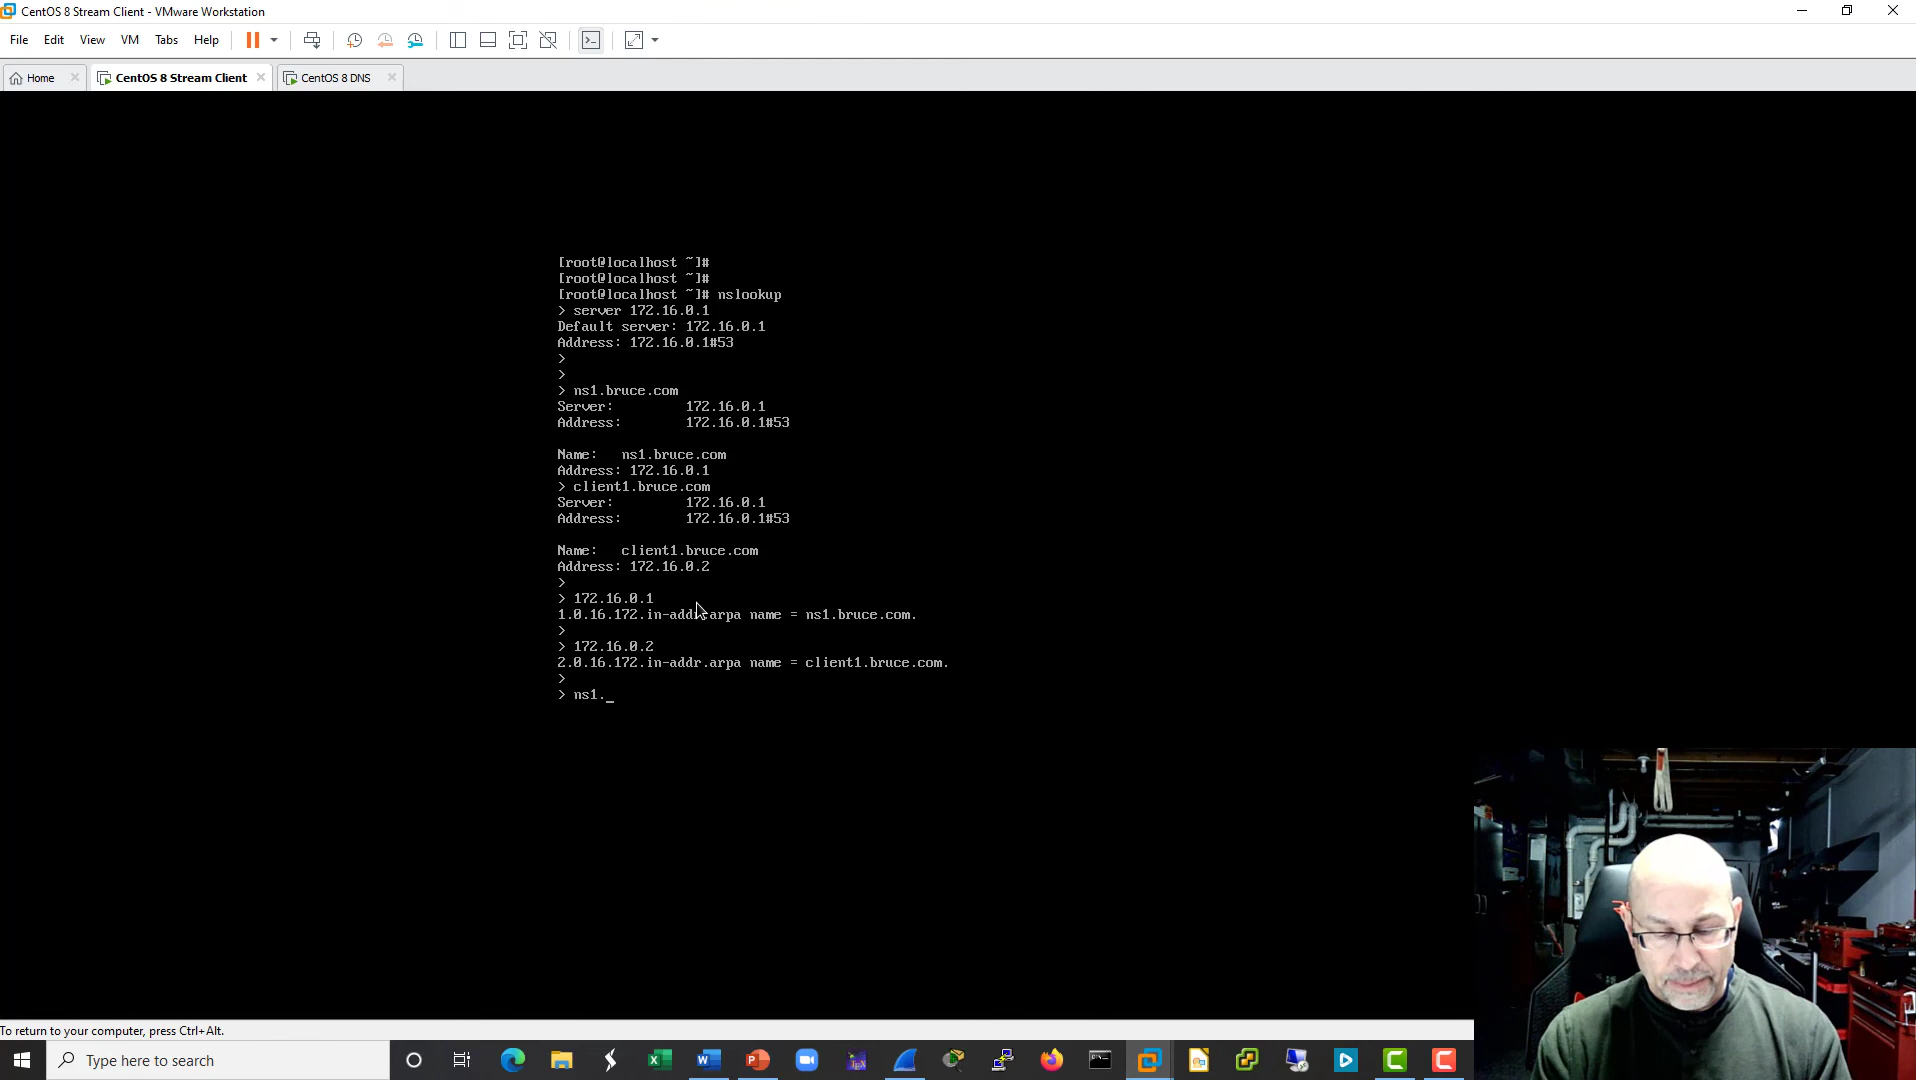 CentOS 8 Stream Client - VMware Workstation
File Edit View VM Tabs Help
Home CentOS 8 Stream Client CentOS 8 DNS
[root@localhost ~]#
[root@localhost ~]#
[root@localhost ~]# nslookup
> server 172.16.0.1
Default server: 172.16.0.1
Address: 172.16.0.1#53
>
>
> ns1.bruce.com
Server: 172.16.0.1
Address: 172.16.0.1#53
Name: ns1.bruce.com
Address: 172.16.0.1
> client1.bruce.com
Server: 172.16.0.1
Address: 172.16.0.1#53
Name: client1.bruce.com
Address: 172.16.0.2
>
> 172.16.0.1
1.0.16.172.in-addr.arpa name = ns1.bruce.com.
>
> 172.16.0.2
2.0.16.172.in-addr.arpa name = client1.bruce.com.
>
> ns1._
To return to your computer, press Ctrl+Alt.
Type here to search